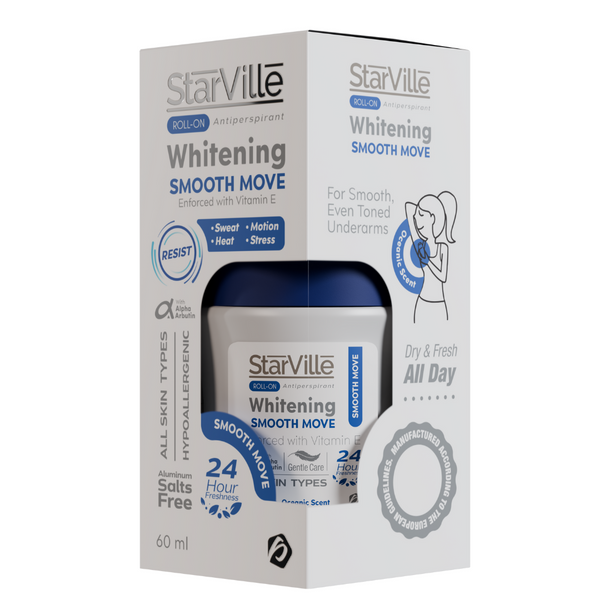 StarVille
ROLL-ON Antiperspirant
Whitening
SMOOTH MOVE
Enforced with Vitamin E
RESIST
•Sweat •Motion
•Heat •Stress
with
Alpha
Arbutin
ALL SKIN TYPES
HYPOALLERGENIC
Aluminum
Salts
Free
SMOOTH MOVE
24
Hour
Freshness
60 ml
StarVille
ROLL-ON Antiperspirant
Whitening
SMOOTH MOVE
For Smooth,
Even Toned
Underarms
Oceanic Scent
Dry & Fresh
All Day
MANUFACTURED ACCORDING TO THE EUROPEAN GUIDELINES.
StarVille
ROLL-ON Antiperspirant
Whitening
SMOOTH MOVE
SMOOTH MOVE
with Vitamin E
Gentle Care
24
Hour
TYPES
Oceanic Scent